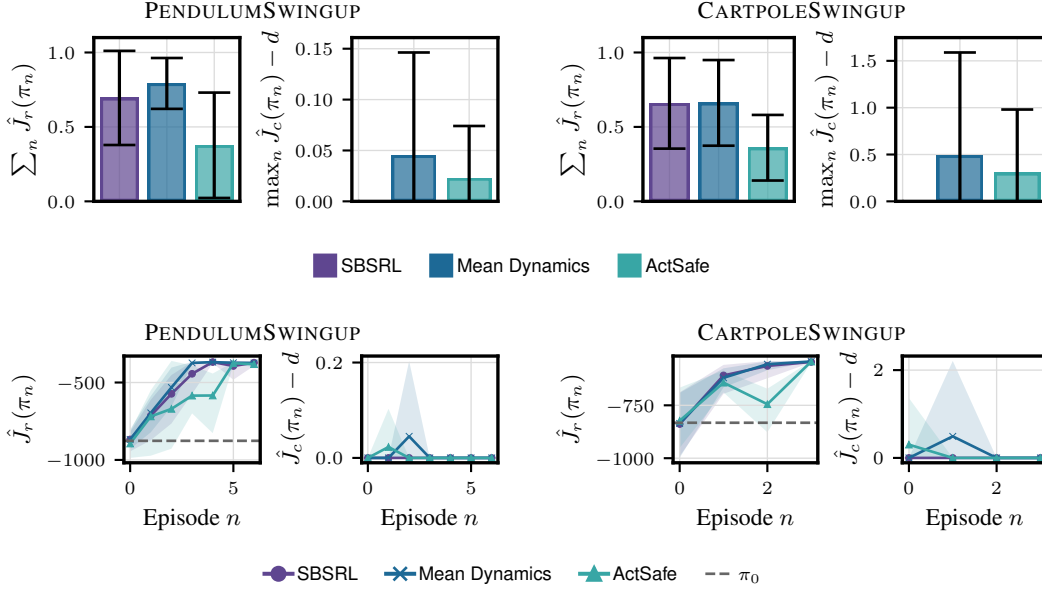 PENDULUMSWINGUP
CARTPOLESWINGUP
∑ₙ Ĵᵣ(πₙ)
1.0
0.5
0.0
maxₙ Ĵ_c(πₙ) − d
0.15
0.10
0.05
0.00
∑ₙ Ĵᵣ(πₙ)
1.0
0.5
0.0
maxₙ Ĵ_c(πₙ) − d
1.5
1.0
0.5
0.0
SBSRL Mean Dynamics ActSafe
PENDULUMSWINGUP
CARTPOLESWINGUP
Ĵᵣ(πₙ)
−500
−1000
0 5
Episode n
Ĵ_c(πₙ) − d
0.2
0.0
0 5
Episode n
Ĵᵣ(πₙ)
−750
−1000
0 2
Episode n
Ĵ_c(πₙ) − d
2
0
0 2
Episode n
SBSRL Mean Dynamics ActSafe π₀